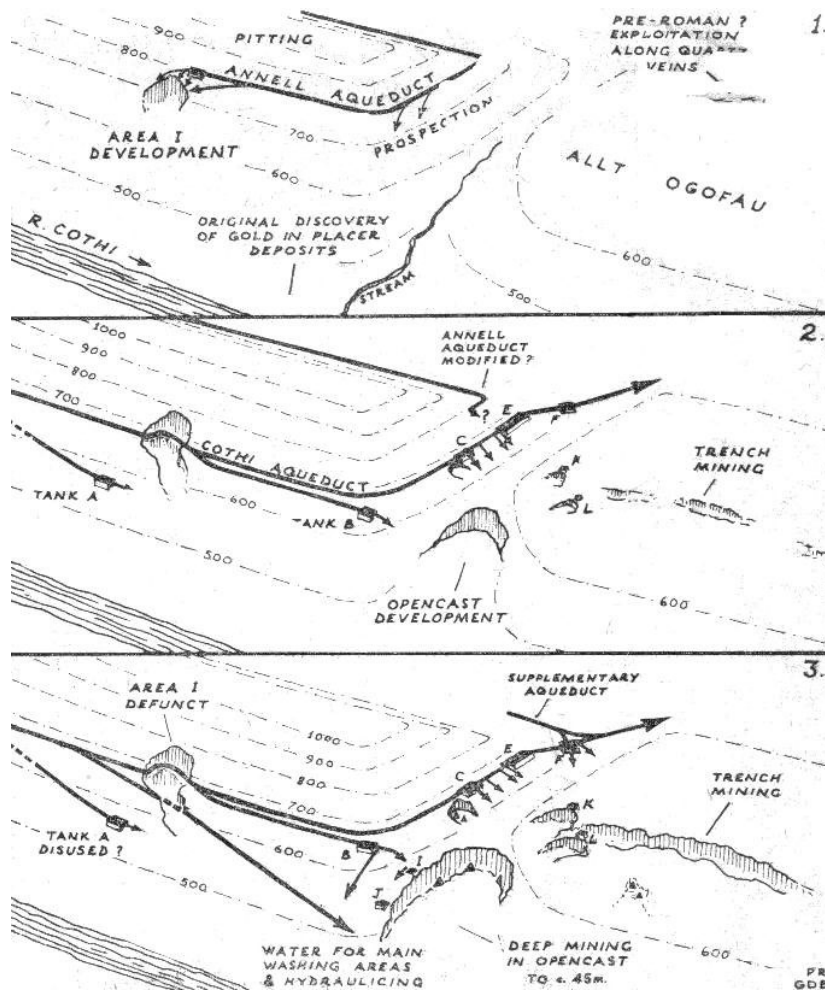 1.
PRE-ROMAN ?
EXPLOITATION
ALONG
VEINS
900
PITTING
800
ANNELL AQUEDUCT
AREA I
DEVELOPMENT
700
PROSPECTION
600
500
ALLT OGOFAU
R. COTHI
ORIGINAL DISCOVERY
OF GOLD IN PLACER
DEPOSITS
STREAM
600
500
2.
1000
900
800
700
ANNELL
AQUEDUCT
MODIFIED ?
?
E
F
C
K
L
COTHI AQUEDUCT
TRENCH
MINING
TANK A
600
TANK B
500
OPENCAST
DEVELOPMENT
600
3.
AREA I
DEFUNCT
SUPPLEMENTARY
AQUEDUCT
1000
900
800
700
E
F
C
K
L
TRENCH
MINING
TANK A
DISUSED ?
600
B
I
J
500
WATER FOR MAIN
WASHING AREAS
& HYDRAULICING
DEEP MINING
IN OPENCAST
TO c. 45m.
600
PR
GDB